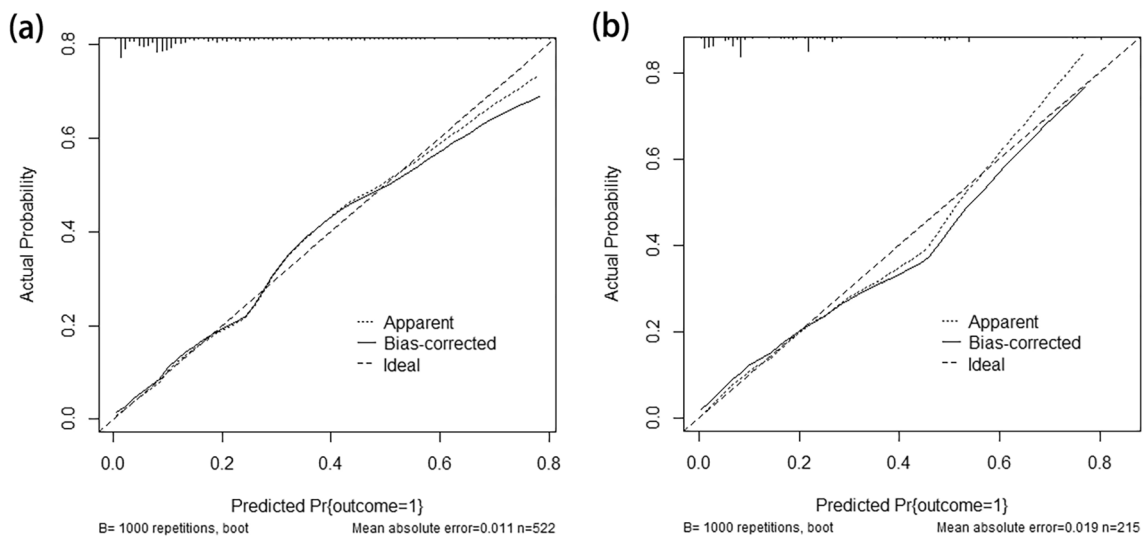 (a)
0.8
0.6
0.4
0.2
0.0
Actual Probability
Apparent
Bias-corrected
Ideal
0.0 0.2 0.4 0.6 0.8
Predicted Pr{outcome=1}
B= 1000 repetitions, boot Mean absolute error=0.011 n=522
(b)
0.8
0.6
0.4
0.2
0.0
Actual Probability
Apparent
Bias-corrected
Ideal
0.0 0.2 0.4 0.6 0.8
Predicted Pr{outcome=1}
B= 1000 repetitions, boot Mean absolute error=0.019 n=215